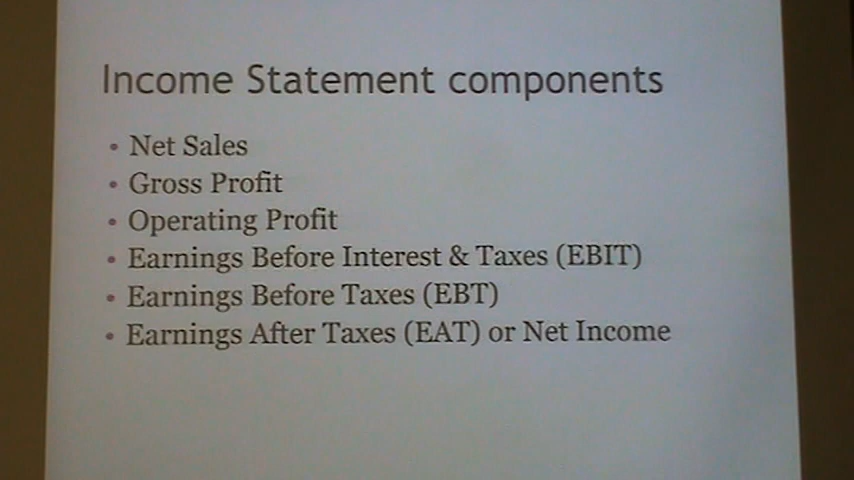 Income Statement components
• Net Sales
• Gross Profit
• Operating Profit
• Earnings Before Interest & Taxes (EBIT)
• Earnings Before Taxes (EBT)
• Earnings After Taxes (EAT) or Net Income